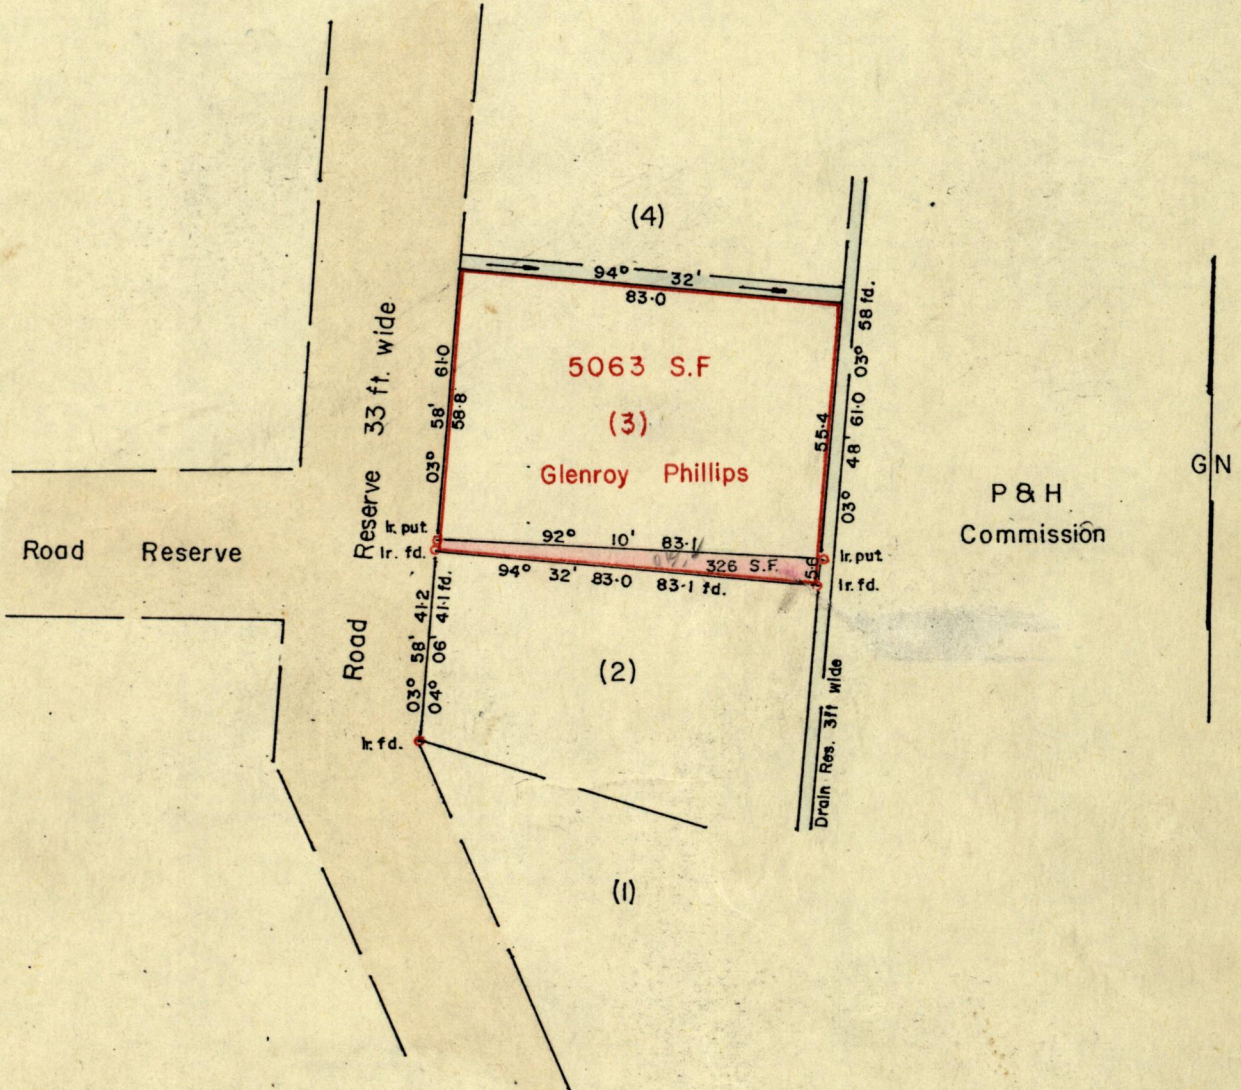 (4)
94° 32'
83·0
58 fd.
03°
61·0
48'
03°
33 ft. wide
Reserve
Road
61·0
58'
03°
58·8
5063 S.F
(3)
Glenroy Phillips
55·4
G N
P & H
Commission
Road Reserve
Ir. put.
Ir. fd.
92° 10' 83·1
326 S.F.
5·6
Ir. put
Ir. fd.
94° 32' 83·0 83·1 fd.
03° 58' 41·2
04° 06' 41·1 fd.
(2)
Drain Res. 3ft wide
Ir. fd.
(1)